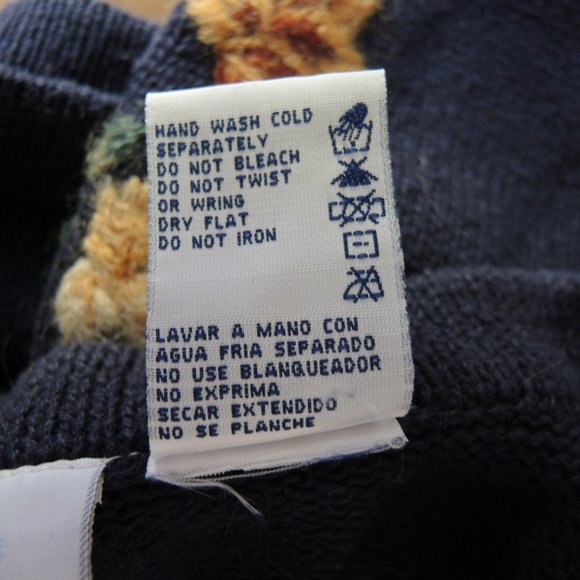 HAND WASH COLD
SEPARATELY
DO NOT BLEACH
DO NOT TWIST
OR WRING
DRY FLAT
DO NOT IRON
LAVAR A MANO CON
AGUA FRIA SEPARADO
NO USE BLANQUEADOR
NO EXPRIMA
SECAR EXTENDIDO
NO SE PLANCHE